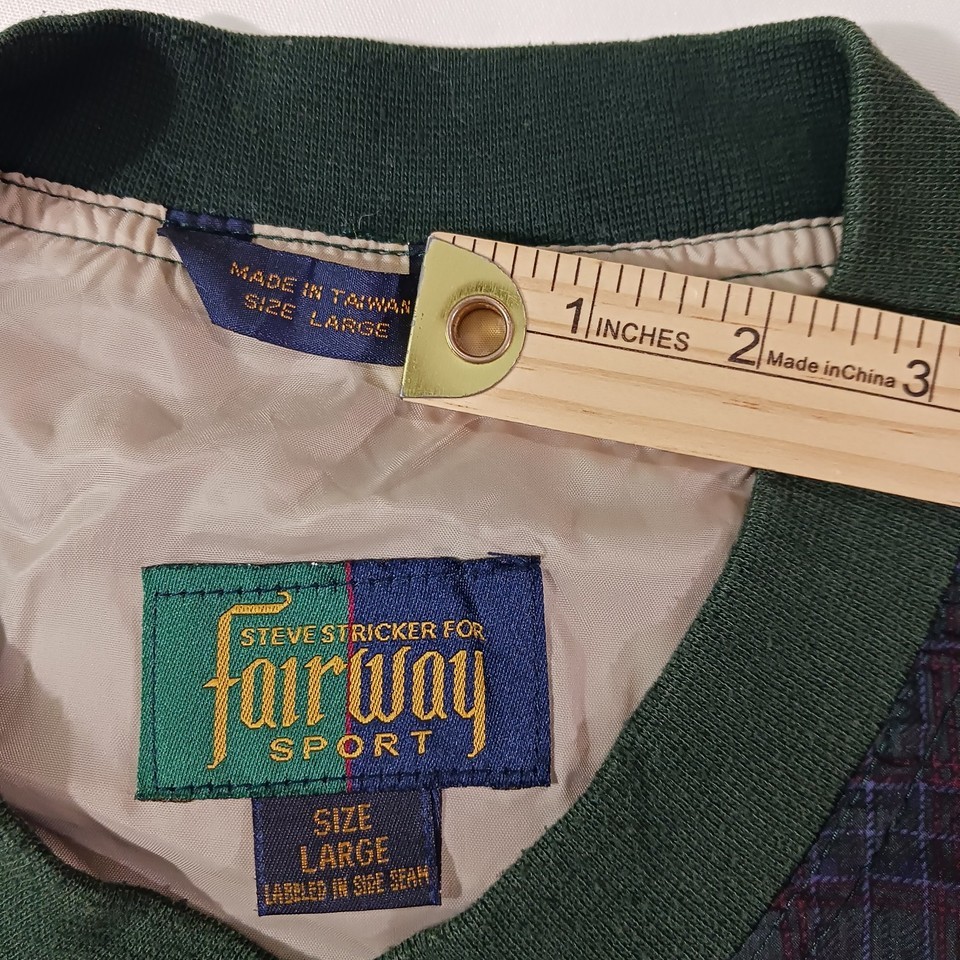 MADE IN TAIWAN
SIZE LARGE
1 INCHES 2 Made in China 3
STEVE STRICKER FOR
fairway
SPORT
SIZE
LARGE
LABELED IN SIDE SEAM